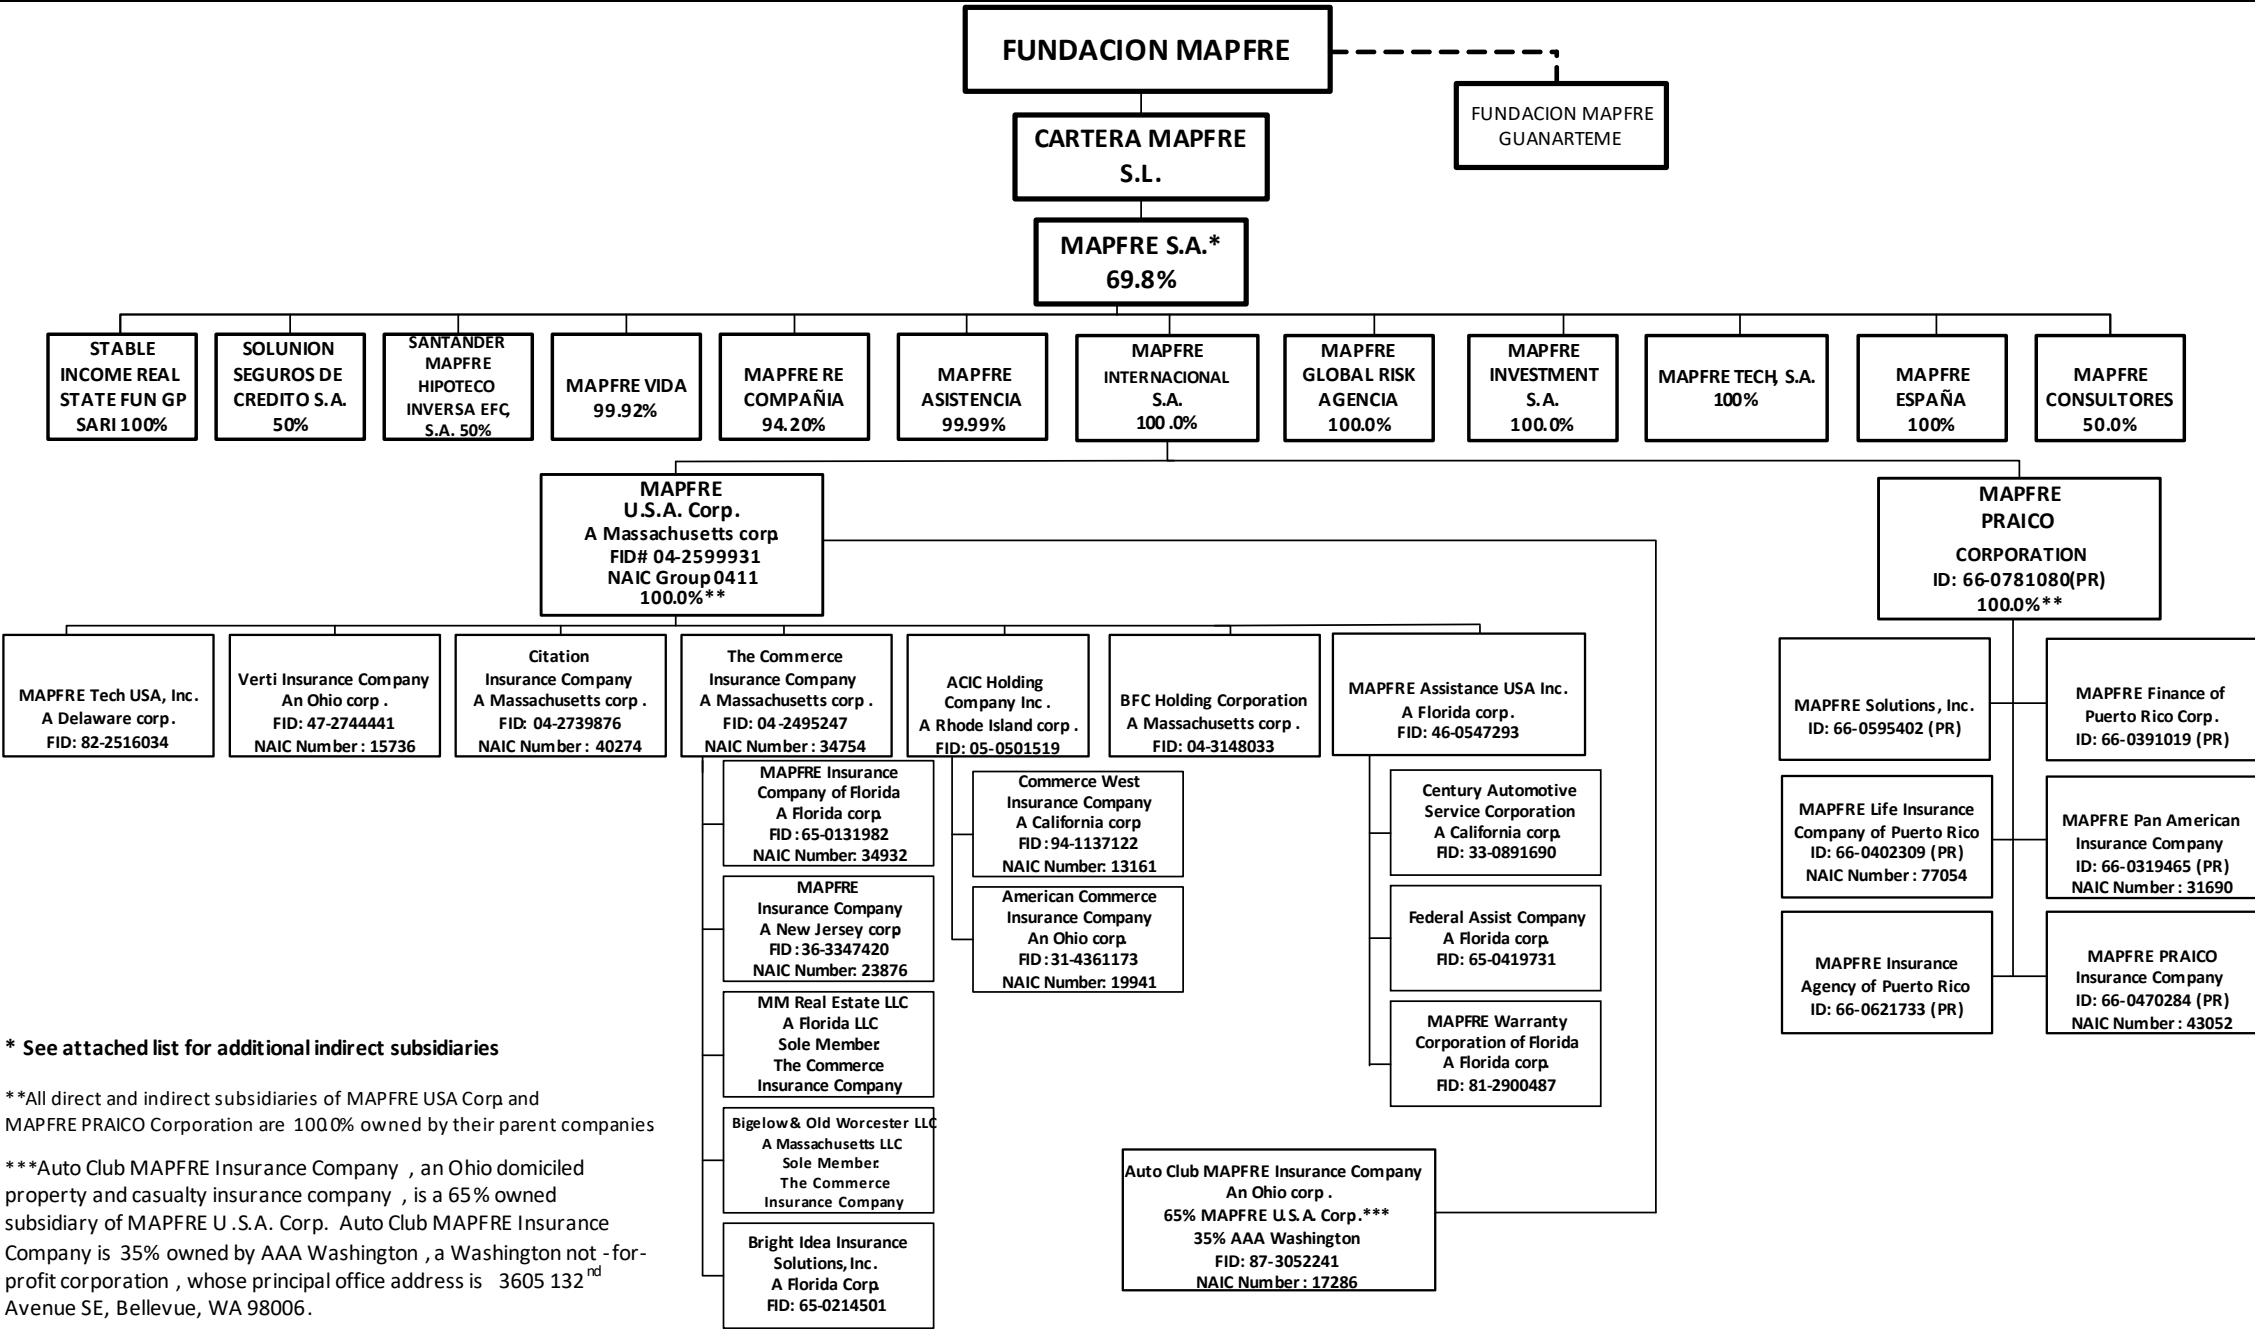 FUNDACION MAPFRE
FUNDACION MAPFRE
GUANARTEME
CARTERA MAPFRE
S.L.
MAPFRE S.A.*
69.8%
STABLE
INCOME REAL
STATE FUN GP
SARI 100%
SOLUNION
SEGUROS DE
CREDITO S.A.
50%
SANTANDER
MAPFRE
HIPOTECO
INVERSA EFC,
S.A. 50%
MAPFRE VIDA
99.92%
MAPFRE RE
COMPAÑIA
94.20%
MAPFRE
ASISTENCIA
99.99%
MAPFRE
INTERNACIONAL
S.A.
100.0%
MAPFRE
GLOBAL RISK
AGENCIA
100.0%
MAPFRE
INVESTMENT
S.A.
100.0%
MAPFRE TECH, S.A.
100%
MAPFRE
ESPAÑA
100%
MAPFRE
CONSULTORES
50.0%
MAPFRE
U.S.A. Corp.
A Massachusetts corp.
FID# 04-2599931
NAIC Group 0411
100.0%**
MAPFRE
PRAICO
CORPORATION
ID: 66-0781080(PR)
100.0%**
MAPFRE Tech USA, Inc.
A Delaware corp.
FID: 82-2516034
Verti Insurance Company
An Ohio corp.
FID: 47-2744441
NAIC Number: 15736
Citation
Insurance Company
A Massachusetts corp.
FID: 04-2739876
NAIC Number: 40274
The Commerce
Insurance Company
A Massachusetts corp.
FID: 04-2495247
NAIC Number: 34754
ACIC Holding
Company Inc.
A Rhode Island corp.
FID: 05-0501519
BFC Holding Corporation
A Massachusetts corp.
FID: 04-3148033
MAPFRE Assistance USA Inc.
A Florida corp.
FID: 46-0547293
MAPFRE Insurance
Company of Florida
A Florida corp.
FID: 65-0131982
NAIC Number: 34932
MAPFRE
Insurance Company
A New Jersey corp
FID: 36-3347420
NAIC Number: 23876
MM Real Estate LLC
A Florida LLC
Sole Member:
The Commerce
Insurance Company
Bigelow & Old Worcester LLC
A Massachusetts LLC
Sole Member:
The Commerce
Insurance Company
Bright Idea Insurance
Solutions, Inc.
A Florida Corp.
FID: 65-0214501
Commerce West
Insurance Company
A California corp
FID: 94-1137122
NAIC Number: 13161
American Commerce
Insurance Company
An Ohio corp.
FID: 31-4361173
NAIC Number: 19941
Century Automotive
Service Corporation
A California corp.
FID: 33-0891690
Federal Assist Company
A Florida corp.
FID: 65-0419731
MAPFRE Warranty
Corporation of Florida
A Florida corp.
FID: 81-2900487
Auto Club MAPFRE Insurance Company
An Ohio corp.
65% MAPFRE U.S.A. Corp.***
35% AAA Washington
FID: 87-3052241
NAIC Number: 17286
MAPFRE Solutions, Inc.
ID: 66-0595402 (PR)
MAPFRE Finance of
Puerto Rico Corp.
ID: 66-0391019 (PR)
MAPFRE Life Insurance
Company of Puerto Rico
ID: 66-0402309 (PR)
NAIC Number: 77054
MAPFRE Pan American
Insurance Company
ID: 66-0319465 (PR)
NAIC Number: 31690
MAPFRE Insurance
Agency of Puerto Rico
ID: 66-0621733 (PR)
MAPFRE PRAICO
Insurance Company
ID: 66-0470284 (PR)
NAIC Number: 43052
* See attached list for additional indirect subsidiaries
**All direct and indirect subsidiaries of MAPFRE USA Corp. and
MAPFRE PRAICO Corporation are 100.0% owned by their parent companies
***Auto Club MAPFRE Insurance Company, an Ohio domiciled
property and casualty insurance company, is a 65% owned
subsidiary of MAPFRE U.S.A. Corp. Auto Club MAPFRE Insurance
Company is 35% owned by AAA Washington, a Washington not-for-
profit corporation, whose principal office address is 3605 132nd
Avenue SE, Bellevue, WA 98006.